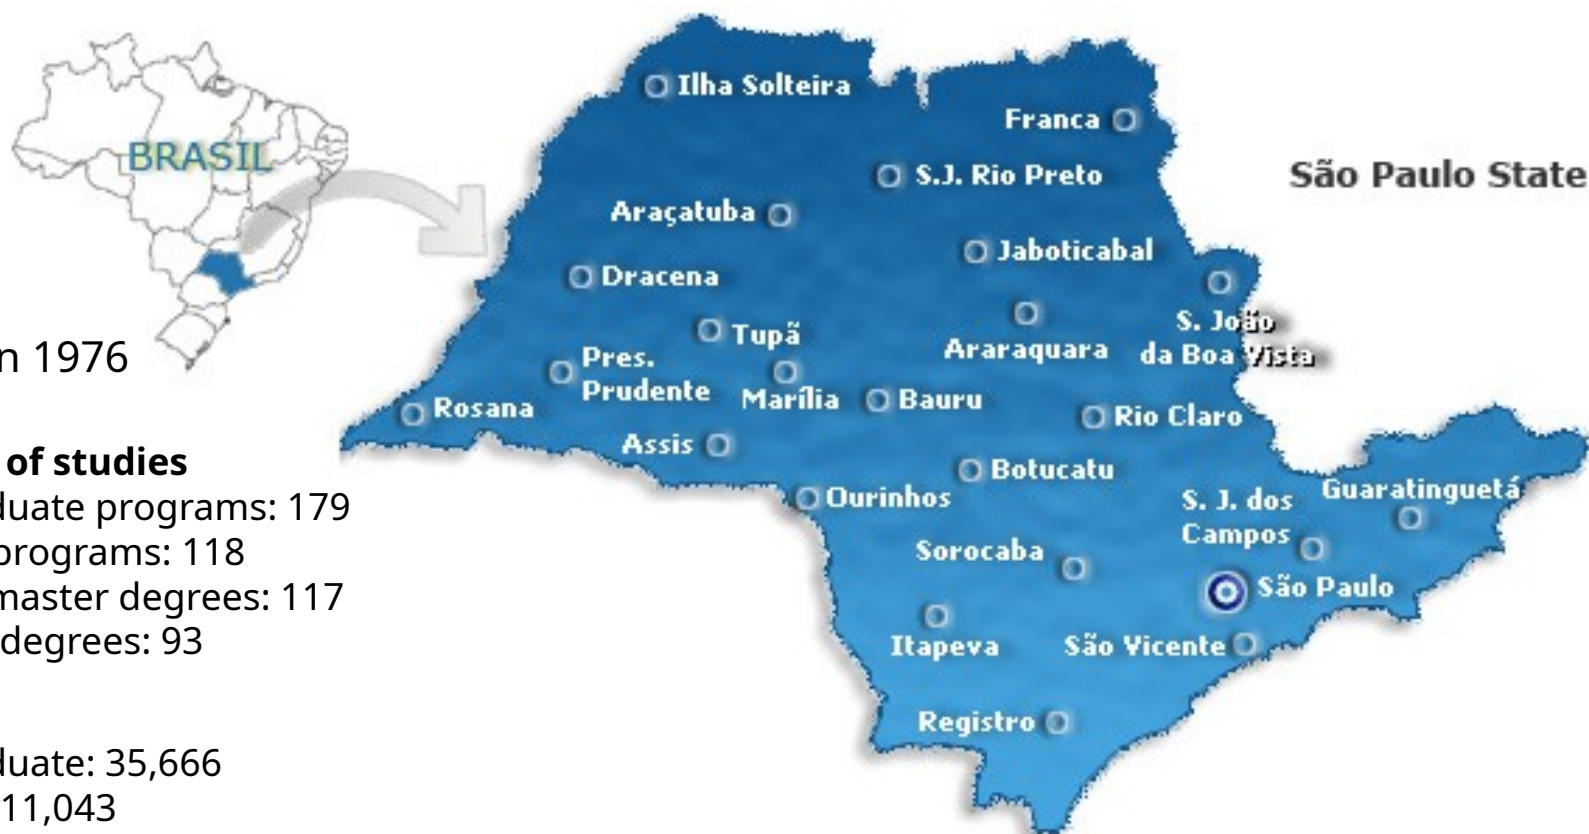 BRASIL
n 1976
of studies
duate programs: 179
programs: 118
master degrees: 117
degrees: 93
duate: 35,666
11,043
São Paulo State
Ilha Solteira
Franca
S.J. Rio Preto
Araçatuba
Jaboticabal
Dracena
S. João
da Boa Vista
Tupã
Araraquara
Pres.
Prudente
Marília
Bauru
Rosana
Rio Claro
Assis
Botucatu
Ourinhos
S. J. dos
Campos
Guaratinguetá
Sorocaba
São Paulo
Itapeva
São Vicente
Registro